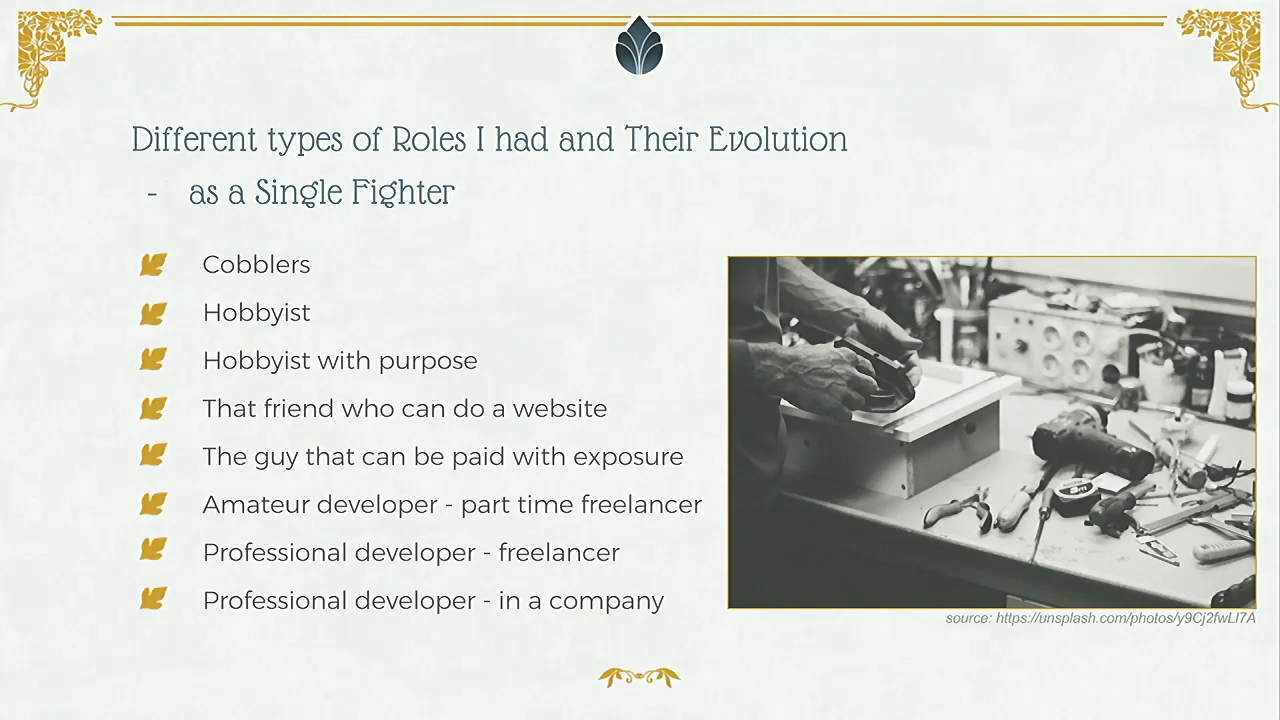 Different types of Roles I had and Their Evolution
- as a Single Fighter
Cobblers
Hobbyist
Hobbyist with purpose
That friend who can do a website
The guy that can be paid with exposure
Amateur developer - part time freelancer
Professional developer - freelancer
Professional developer - in a company
source: https://unsplash.com/photos/y9Cj2fwLI7A